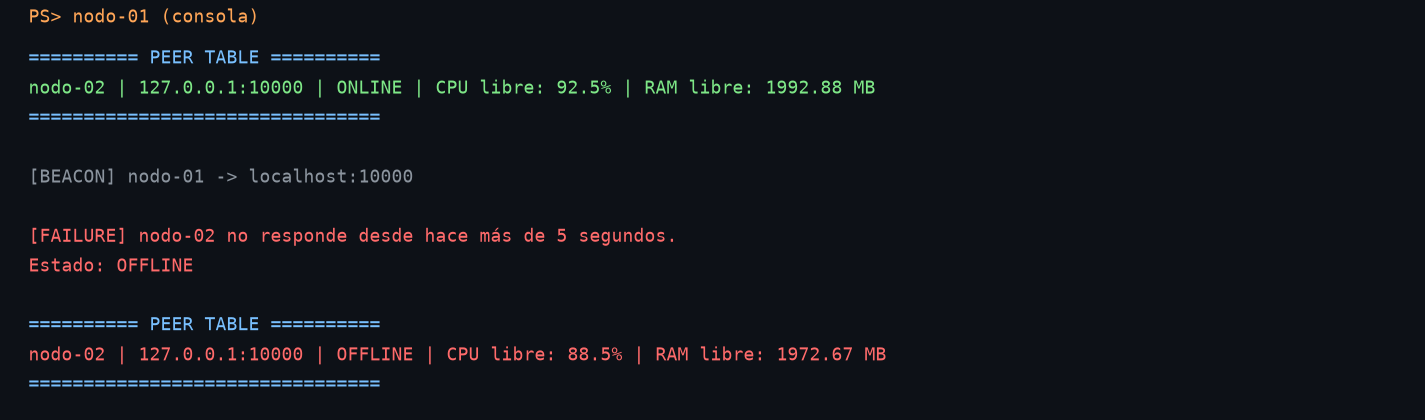 PS> nodo-01 (consola)
========== PEER TABLE ==========
nodo-02 | 127.0.0.1:10000 | ONLINE | CPU libre: 92.5% | RAM libre: 1992.88 MB
================================
[BEACON] nodo-01 -> localhost:10000
[FAILURE] nodo-02 no responde desde hace más de 5 segundos.
Estado: OFFLINE
========== PEER TABLE ==========
nodo-02 | 127.0.0.1:10000 | OFFLINE | CPU libre: 88.5% | RAM libre: 1972.67 MB
================================